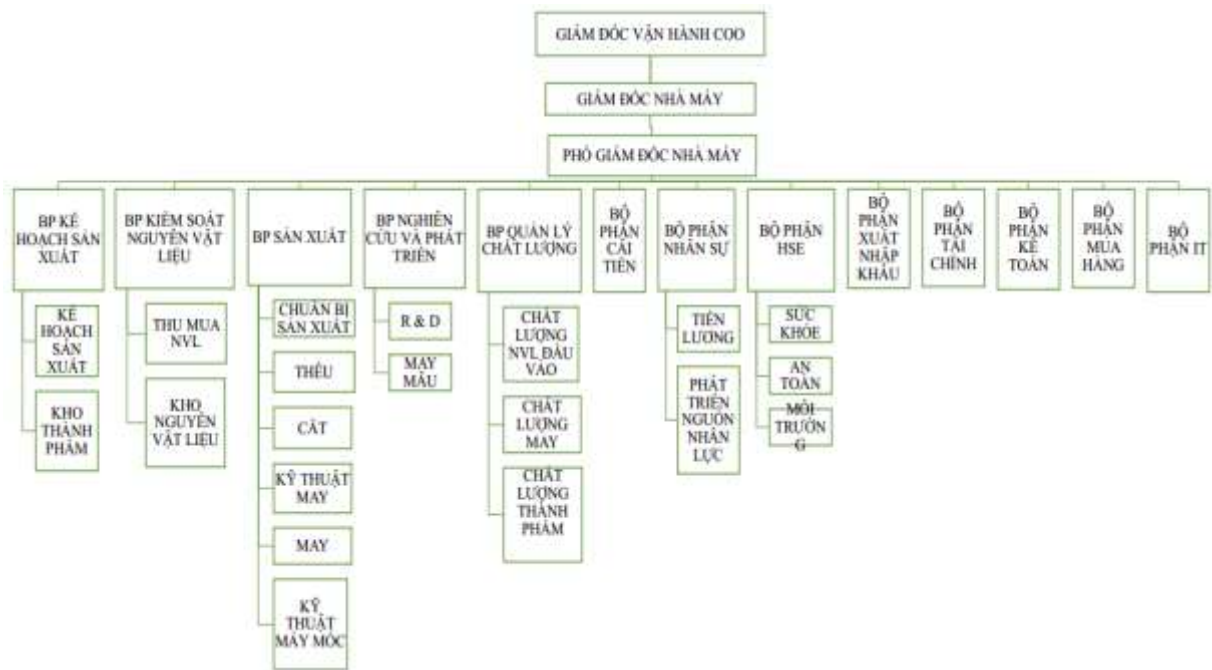 GIÁM ĐỐC VẬN HÀNH COO
GIÁM ĐỐC NHÀ MÁY
PHÓ GIÁM ĐỐC NHÀ MÁY
BP KẾ
HOẠCH SẢN
XUẤT
BP KIỂM SOÁT
NGUYÊN VẬT
LIỆU
BP SẢN XUẤT
BP NGHIÊN
CỨU VÀ PHÁT
TRIỂN
BP QUẢN LÝ
CHẤT LƯỢNG
BỘ
PHẬN
CẢI
TIẾN
BỘ PHẬN
NHÂN SỰ
BỘ PHẬN
HSE
BỘ
PHẬN
XUẤT
NHẬP
KHẨU
BỘ
PHẬN
TÀI
CHÍNH
BỘ
PHẬN
KẾ
TOÁN
BỘ
PHẬN
MUA
HÀNG
BỘ
PHẬN IT
KẾ
HOẠCH
SẢN
XUẤT
KHO
THÀNH
PHẨM
THU MUA
NVL
KHO
NGUYÊN
VẬT LIỆU
CHUẨN BỊ
SẢN XUẤT
THÊU
CẮT
KỸ THUẬT
MAY
MAY
KỸ
THUẬT
MÁY MÓC
R & D
MAY
MẪU
CHẤT
LƯỢNG
NVL ĐẦU
VÀO
CHẤT
LƯỢNG
MAY
CHẤT
LƯỢNG
THÀNH
PHẨM
TIỀN
LƯƠNG
PHÁT
TRIỂN
NGUỒN
NHÂN
LỰC
SỨC
KHỎE
AN
TOÀN
MÔI
TRƯỜN
G